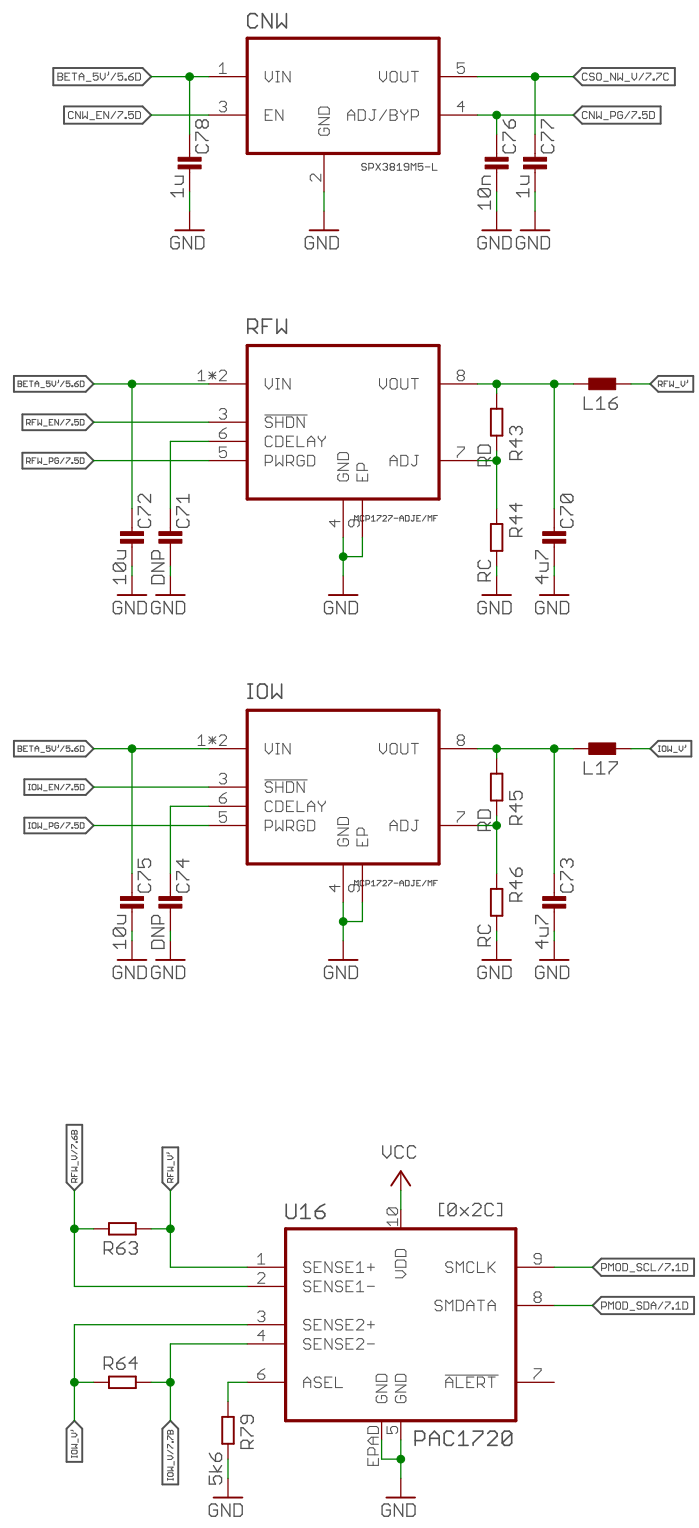 CNW
BETA_5V'/5.6D
1
VIN
VOUT
5
CSO_NW_V/7.7C
CNW_EN/7.5D
3
EN
GND
ADJ/BYP
4
CNW_PG/7.5D
C78
1u
2
SPX3819M5-L
C76
10n
C77
1u
GND
GND
GND
GND
RFW
BETA_5V'/5.6D
1*2
VIN
VOUT
8
L16
RFW_V'
RFW_EN/7.5D
3
SHDN
6
CDELAY
RFW_PG/7.5D
5
PWRGD
GND
EP
ADJ
7
RD
R43
C72
10u
C71
DNP
4
9
MCP1727-ADJE/MF
R44
RC
C70
4u7
GND
GND
GND
GND
GND
IOW
BETA_5V'/5.6D
1*2
VIN
VOUT
8
L17
IOW_V'
IOW_EN/7.5D
3
SHDN
6
CDELAY
IOW_PG/7.5D
5
PWRGD
GND
EP
ADJ
7
RD
R45
C75
10u
C74
DNP
4
9
MCP1727-ADJE/MF
R46
RC
C73
4u7
GND
GND
GND
GND
GND
RFW_V/7.6B
RFW_V'
R63
VCC
U16
10
[0x2C]
1
SENSE1+
VDD
SMCLK
9
PMOD_SCL/7.1D
2
SENSE1-
SMDATA
8
PMOD_SDA/7.1D
3
SENSE2+
4
SENSE2-
R64
6
ASEL
GND
GND
ALERT
7
IOW_V'
IOW_V/7.7B
R79
5k6
EPAD
5
PAC1720
GND
GND